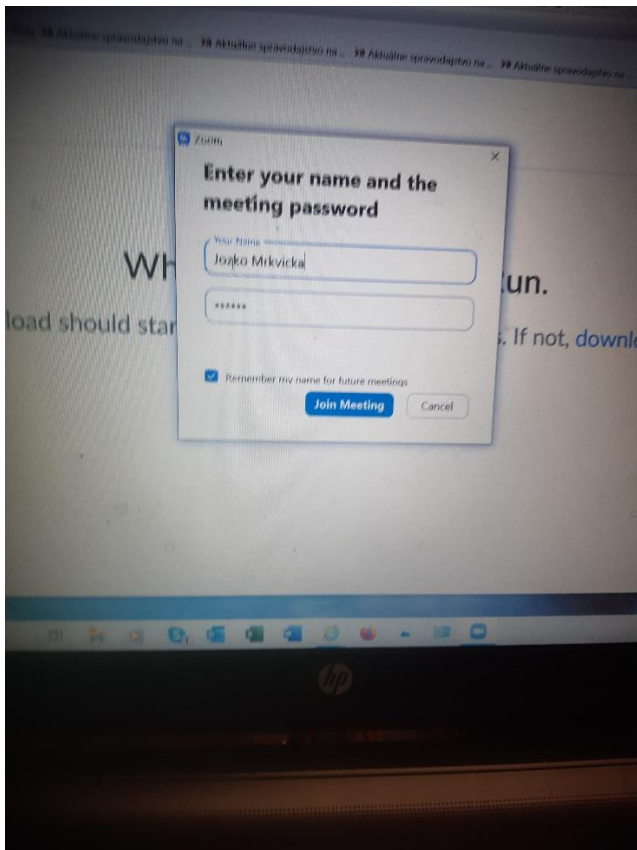 Aktuálne spravodajstvo na ... Aktuálne spravodajstvo na ... Aktuálne spravodajstvo na ... Aktuálne spravodajstvo na ...
Zoom
Enter your name and the
meeting password
Your Name
Jozko Mrkvicka
Wh un.
load should star . If not, downlo
******
Remember my name for future meetings
Join Meeting Cancel
hp